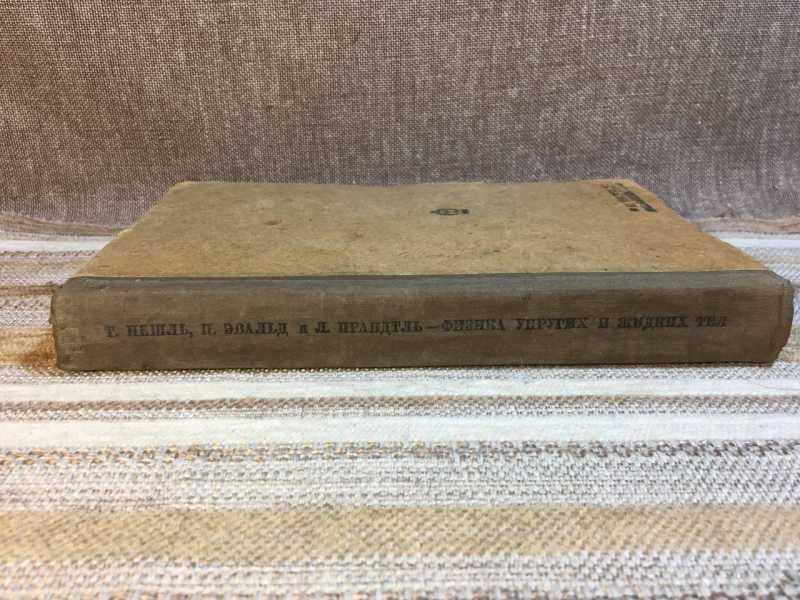 Т. ПЕШЛЬ, П. ЭВАЛЬД и Л. ПРАНДТЛЬ — ФИЗИКА УПРУГИХ И ЖИДКИХ ТЕЛ